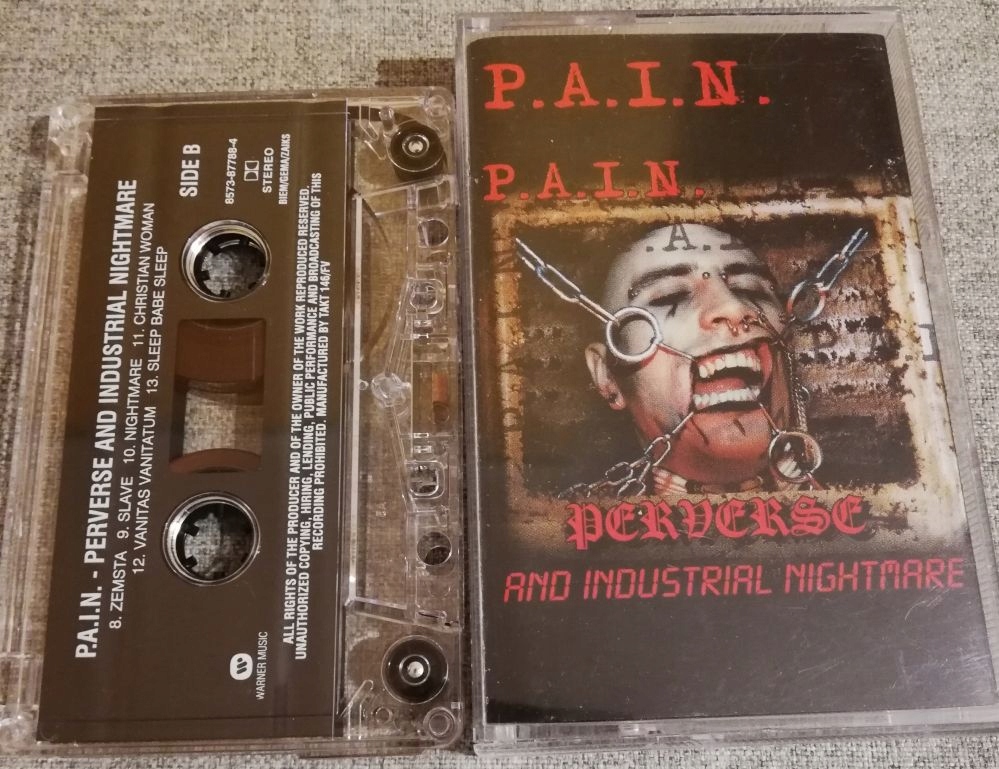 P.A.I.N. - PERVERSE AND INDUSTRIAL NIGHTMARE
8. ZEMSTA 9. SLAVE 10. NIGHTMARE 11. CHRISTIAN WOMAN
12. VANITAS VANITATUM 13. SLEEP BABE SLEEP
SIDE B
8573-87788-4
STEREO
BIEM/GEMA/ZAIKS
WARNER MUSIC
ALL RIGHTS OF THE PRODUCER AND OF THE OWNER OF THE WORK REPRODUCED RESERVED.
UNAUTHORIZED COPYING, HIRING, LENDING, PUBLIC PERFORMANCE AND BROADCASTING OF THIS
RECORDING PROHIBITED. MANUFACTURED BY TAKT 146/FV
P.A.I.N.
P.A.I.N.
PERVERSE
AND INDUSTRIAL NIGHTMARE